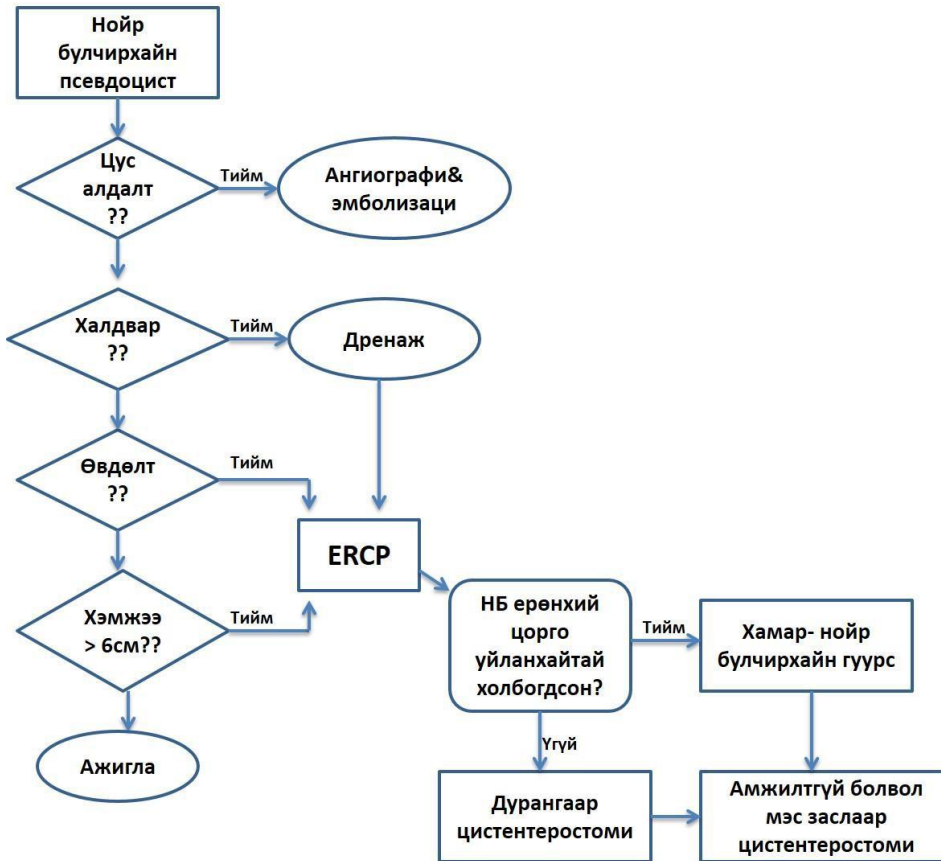 Нойр
булчирхайн
псевдоцист
Цус
алдалт
??
Тийм
Ангиографи&
эмболизаци
Халдвар
??
Тийм
Дренаж
Өвдөлт
??
Тийм
ERCP
Хэмжээ
> 6см??
Тийм
НБ ерөнхий
цорго
уйланхайтай
холбогдсон?
Тийм
Хамар- нойр
булчирхайн гуурс
Ажигла
Үгүй
Дурангаар
цистентеростоми
Амжилтгүй болвол
мэс заслаар
цистентеростоми